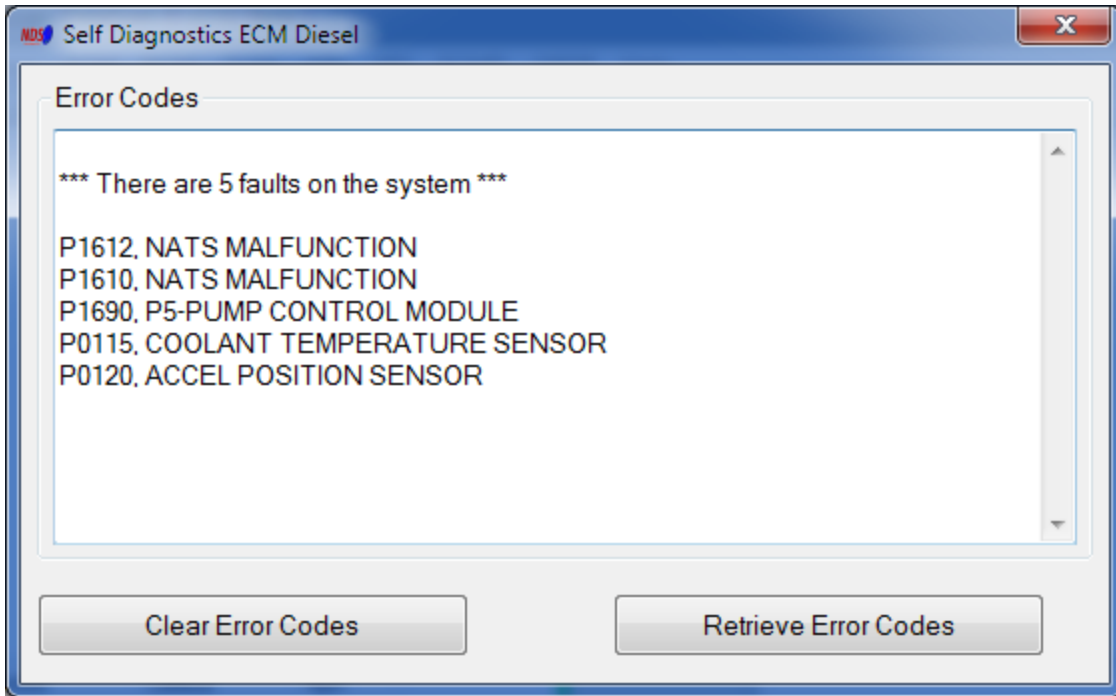 NDS Self Diagnostics ECM Diesel
Error Codes
*** There are 5 faults on the system ***
P1612, NATS MALFUNCTION
P1610, NATS MALFUNCTION
P1690, P5-PUMP CONTROL MODULE
P0115, COOLANT TEMPERATURE SENSOR
P0120, ACCEL POSITION SENSOR
Clear Error Codes
Retrieve Error Codes